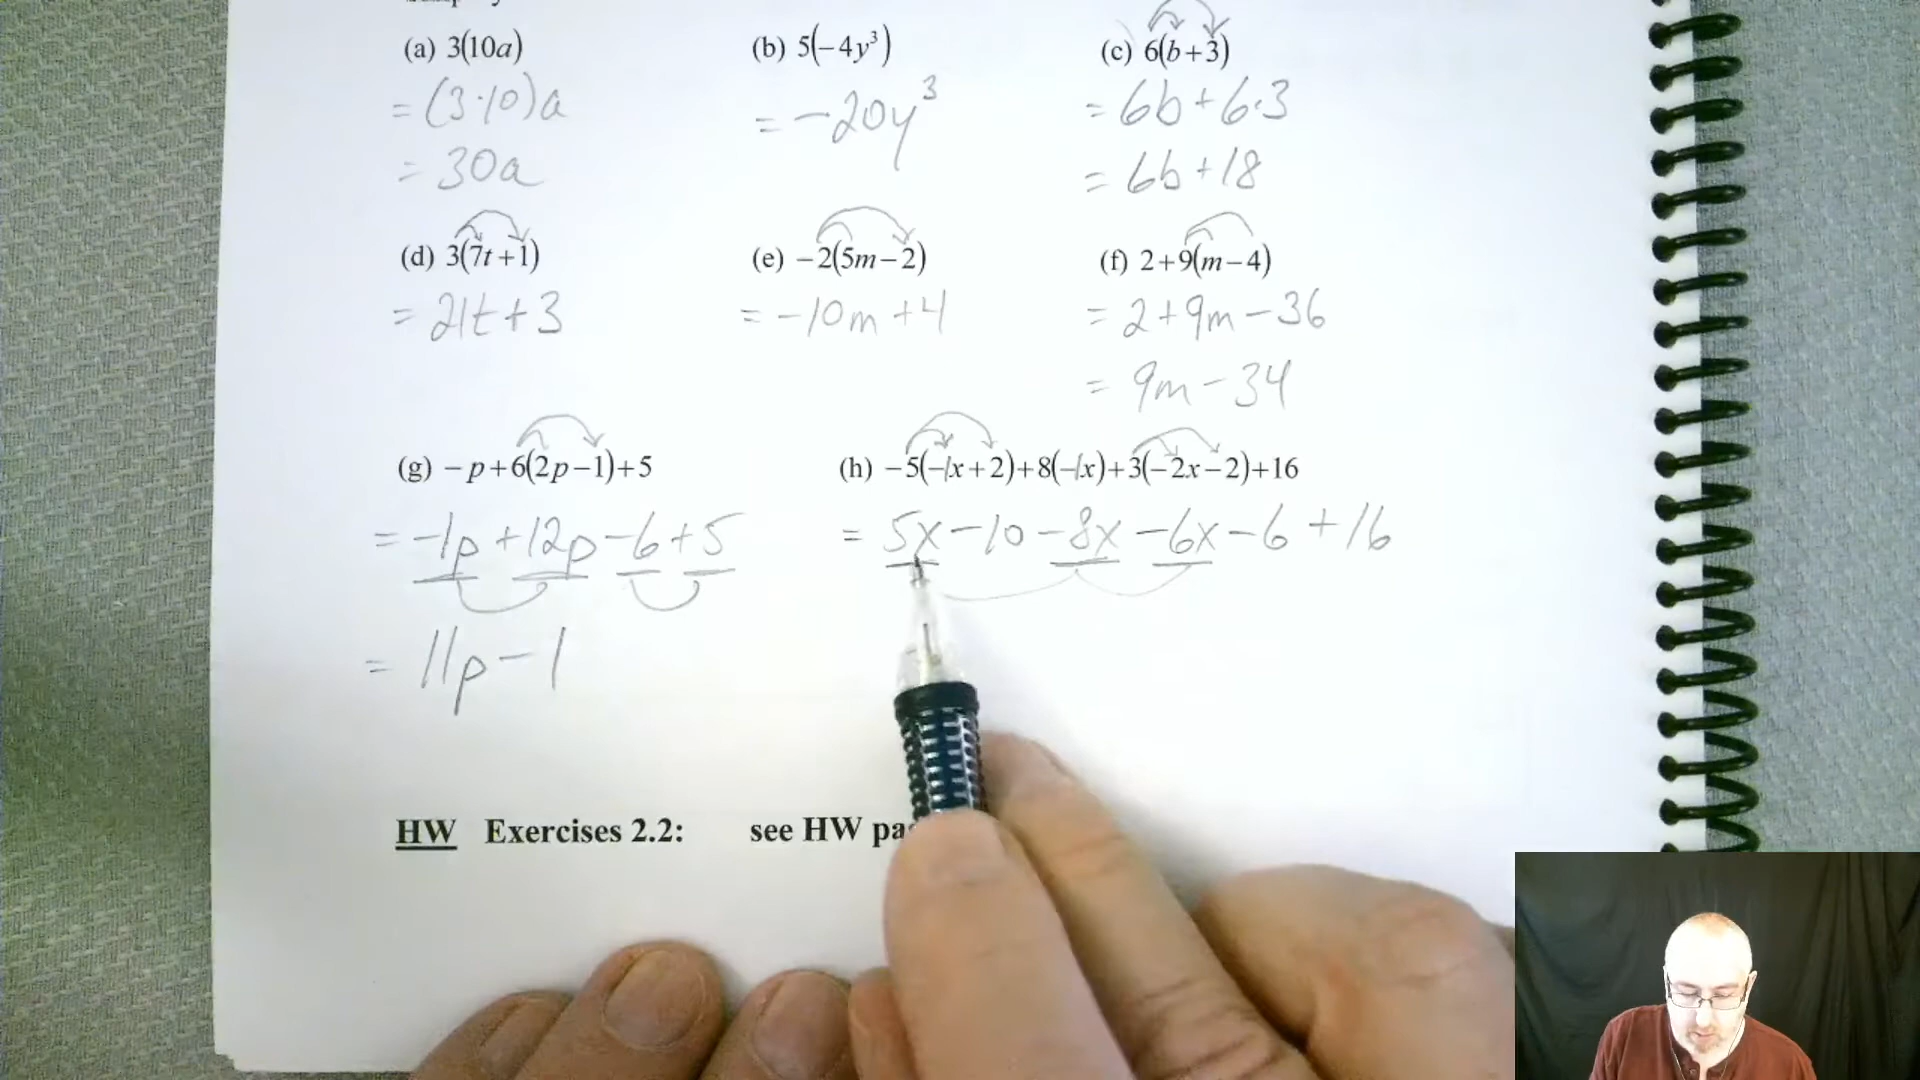 (a) 3(10a) (b) 5(−4y³) (c) 6(b+3)
= (3·10)a = −20y³ = 6b+6·3
= 30a = 6b+18
(d) 3(7t+1) (e) −2(5m−2) (f) 2+9(m−4)
= 21t+3 = −10m+4 = 2+9m−36
= 9m−34
(g) −p+6(2p−1)+5 (h) −5(−1x+2)+8(−1x)+3(−2x−2)+16
= −1p+12p−6+5 = 5x−10−8x−6x−6+16
= 11p−1
HW Exercises 2.2: see HW